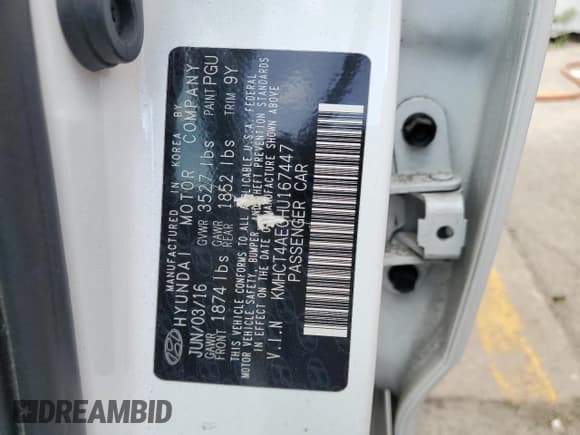 MANUFACTURED IN KOREA BY
HYUNDAI MOTOR COMPANY
JUN/03/16 GVWR 3527 lbs PAINT PGU
GAWR FRONT 1874 lbs GAWR REAR 1852 lbs TRIM 9Y
THIS VEHICLE CONFORMS TO ALL APPLICABLE U.S.A. FEDERAL
MOTOR VEHICLE SAFETY, BUMPER, AND THEFT PREVENTION STANDARDS
IN EFFECT ON THE DATE OF MANUFACTURE SHOWN ABOVE
V.I.N KMHCT4AE0HU167447
PASSENGER CAR
DREAMBID